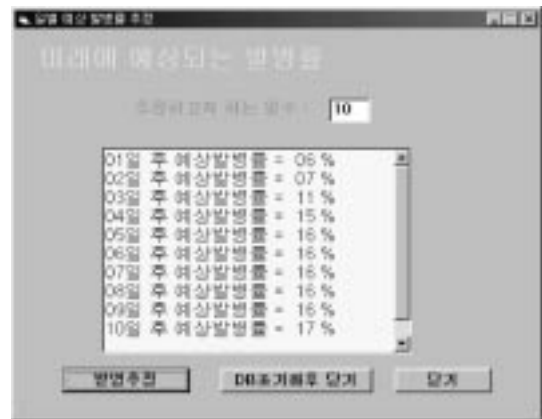 미래에 예상되는 발병률
추정하고자 하는 일수 : 10
01일 후 예상발병률 = 06 %
02일 후 예상발병률 = 07 %
03일 후 예상발병률 = 11 %
04일 후 예상발병률 = 15 %
05일 후 예상발병률 = 16 %
06일 후 예상발병률 = 16 %
07일 후 예상발병률 = 16 %
08일 후 예상발병률 = 16 %
09일 후 예상발병률 = 16 %
10일 후 예상발병률 = 17 %
발병추정 DB초기화후 닫기 닫기